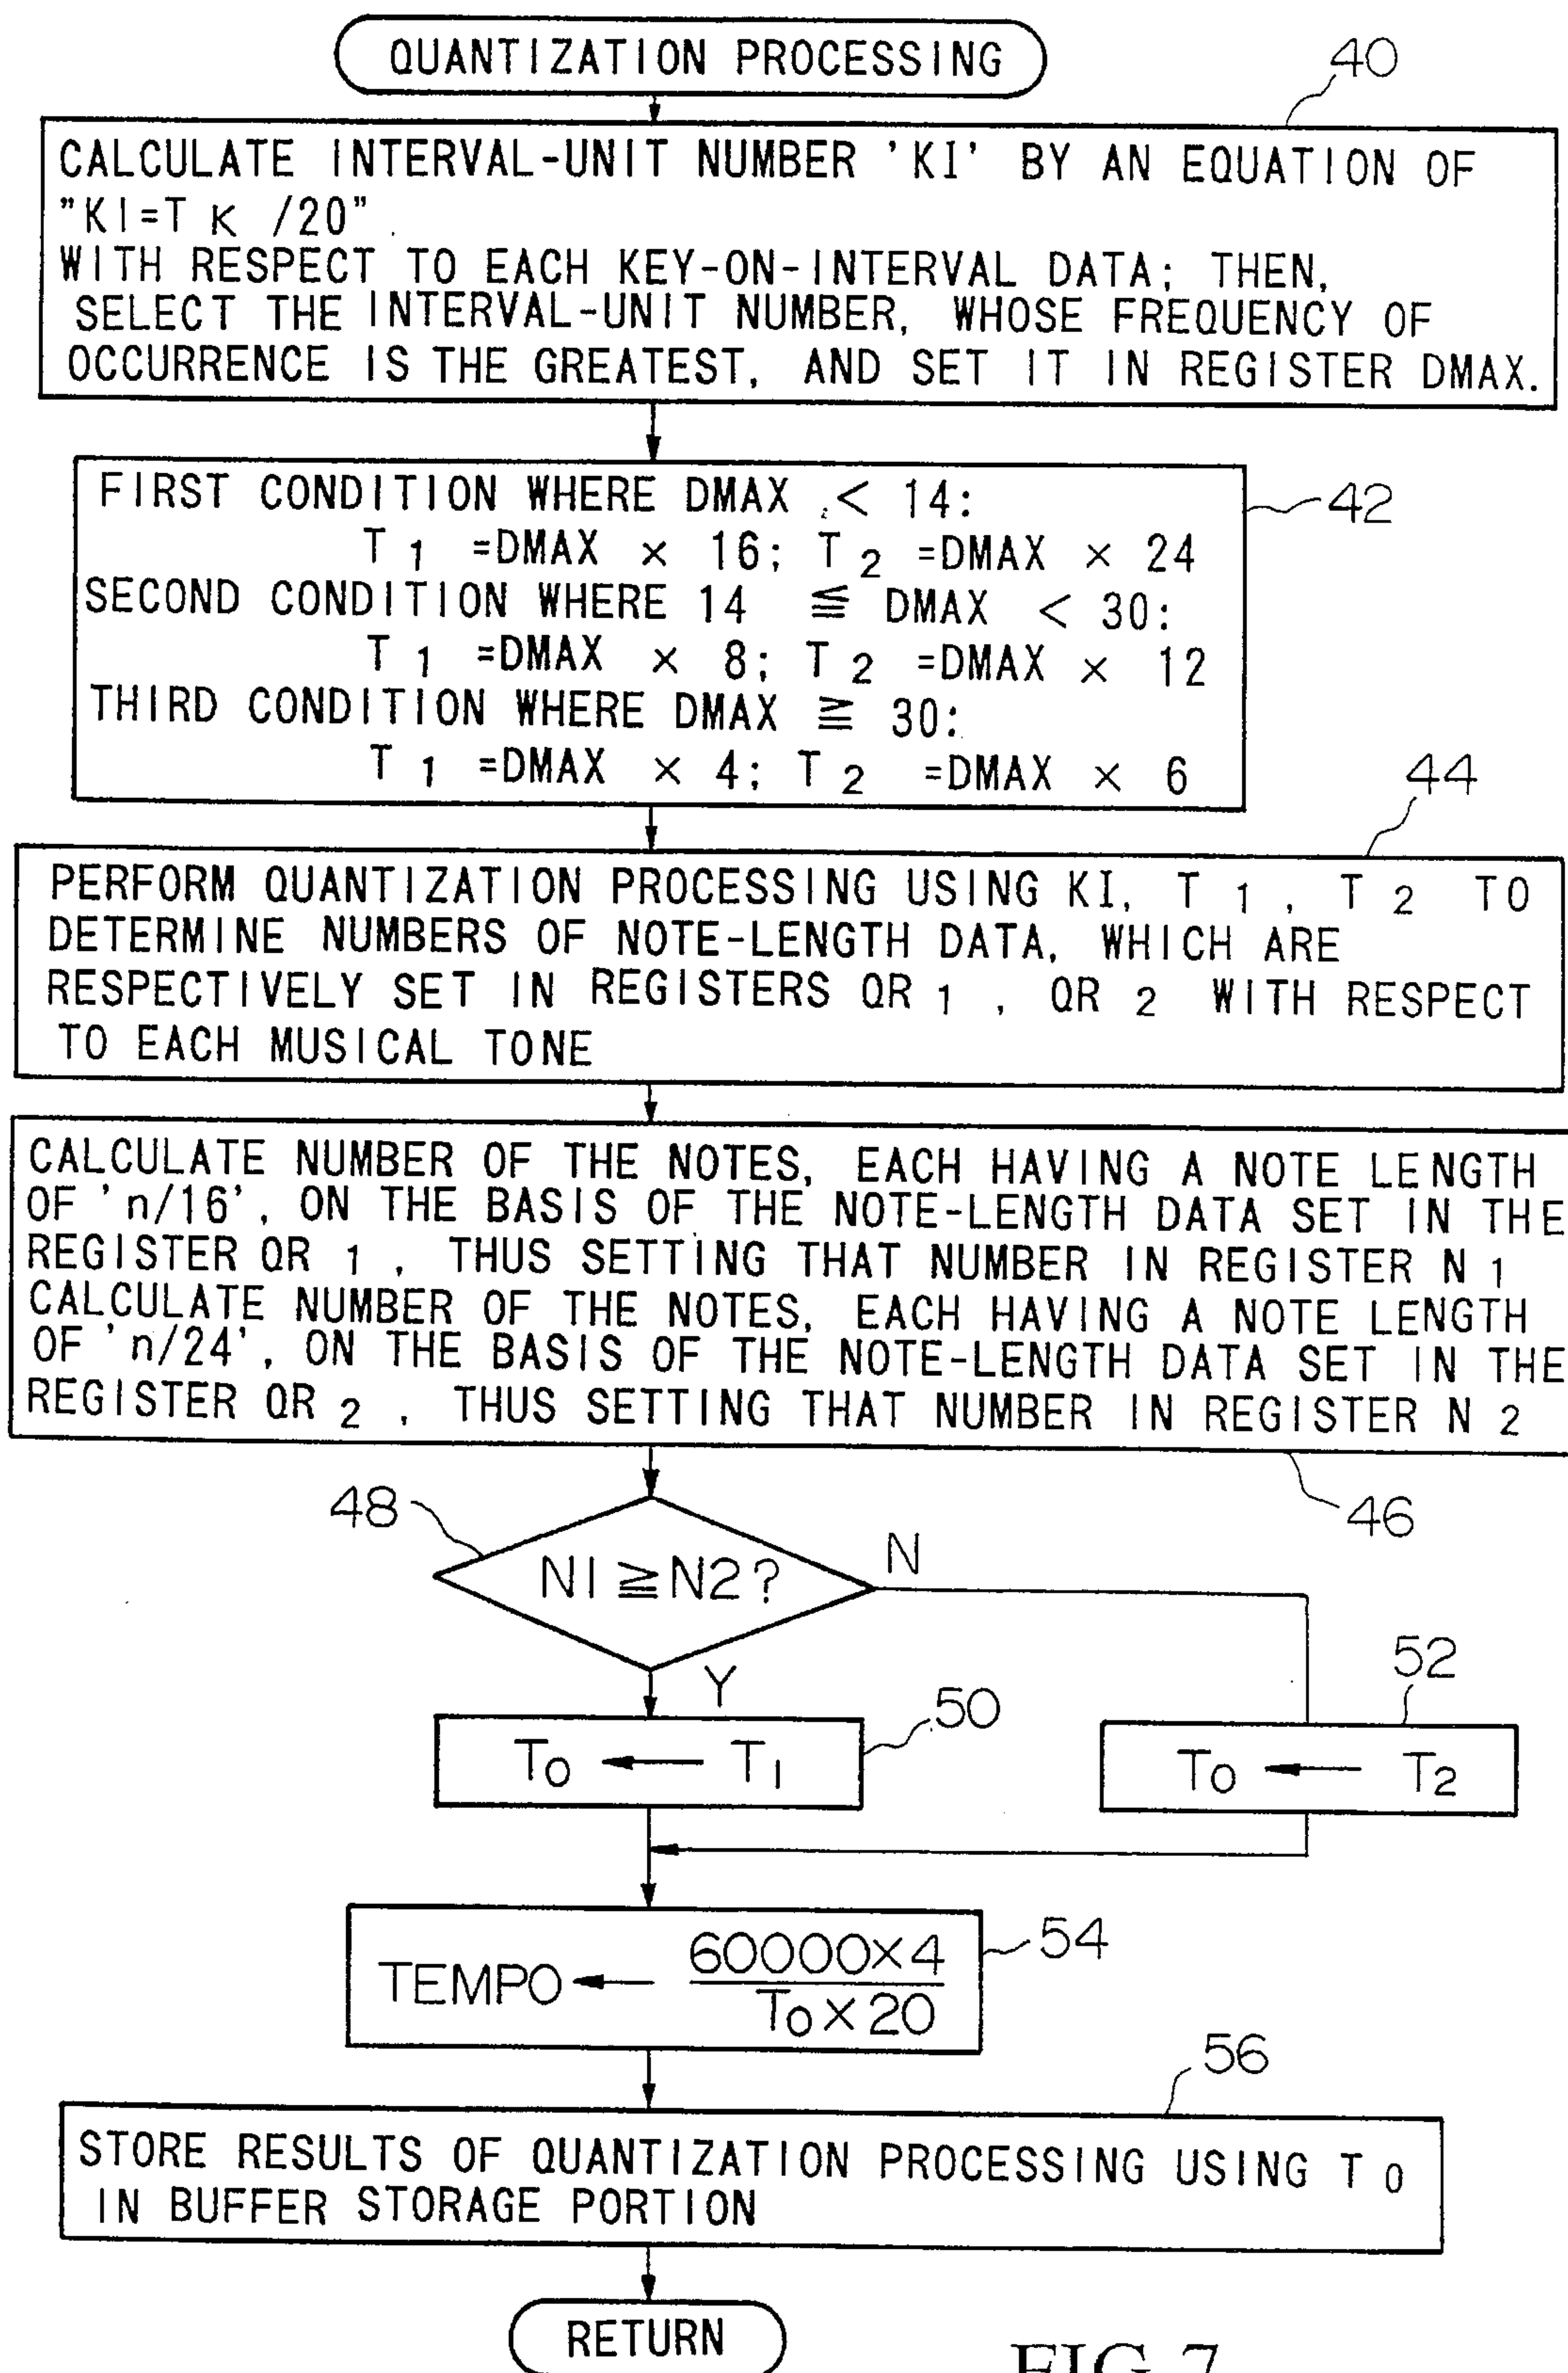 QUANTIZATION PROCESSING
40
CALCULATE INTERVAL-UNIT NUMBER 'KI' BY AN EQUATION OF
"KI=T K /20"
WITH RESPECT TO EACH KEY-ON-INTERVAL DATA; THEN,
SELECT THE INTERVAL-UNIT NUMBER, WHOSE FREQUENCY OF
OCCURRENCE IS THE GREATEST, AND SET IT IN REGISTER DMAX.
FIRST CONDITION WHERE DMAX < 14:
42
T 1 =DMAX × 16; T 2 =DMAX × 24
SECOND CONDITION WHERE 14 ≦ DMAX < 30:
T 1 =DMAX × 8; T 2 =DMAX × 12
THIRD CONDITION WHERE DMAX ≧ 30:
T 1 =DMAX × 4; T 2 =DMAX × 6
44
PERFORM QUANTIZATION PROCESSING USING KI, T 1 , T 2 TO
DETERMINE NUMBERS OF NOTE-LENGTH DATA, WHICH ARE
RESPECTIVELY SET IN REGISTERS QR 1 , QR 2 WITH RESPECT
TO EACH MUSICAL TONE
CALCULATE NUMBER OF THE NOTES, EACH HAVING A NOTE LENGTH
OF 'n/16', ON THE BASIS OF THE NOTE-LENGTH DATA SET IN THE
REGISTER QR 1 , THUS SETTING THAT NUMBER IN REGISTER N 1
CALCULATE NUMBER OF THE NOTES, EACH HAVING A NOTE LENGTH
OF 'n/24', ON THE BASIS OF THE NOTE-LENGTH DATA SET IN THE
REGISTER QR 2 , THUS SETTING THAT NUMBER IN REGISTER N 2
46
48
N1 ≧ N2?
N
Y
50
T0 ← T1
52
T0 ← T2
54
TEMPO ← 60000×4
T0×20
56
STORE RESULTS OF QUANTIZATION PROCESSING USING T 0
IN BUFFER STORAGE PORTION
RETURN
FIG.7